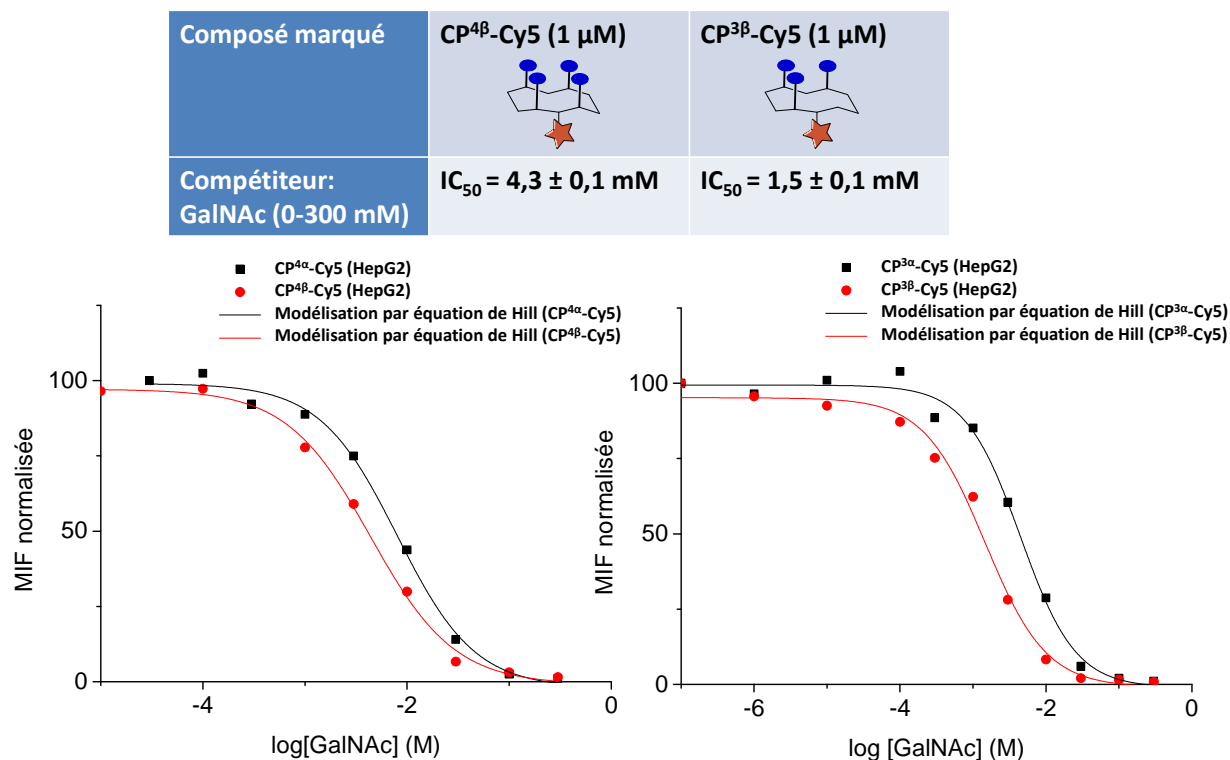 Composé marqué
CP4β-Cy5 (1 µM)
CP3β-Cy5 (1 µM)
Compétiteur:
GalNAc (0-300 mM)
IC50 = 4,3 ± 0,1 mM
IC50 = 1,5 ± 0,1 mM
CP4α-Cy5 (HepG2)
CP4β-Cy5 (HepG2)
Modélisation par équation de Hill (CP4α-Cy5)
Modélisation par équation de Hill (CP4β-Cy5)
100
50
0
MIF normalisée
-4
-2
0
log[GalNAc] (M)
CP3α-Cy5 (HepG2)
CP3β-Cy5 (HepG2)
Modélisation par équation de Hill (CP3α-Cy5)
Modélisation par équation de Hill (CP3β-Cy5)
100
50
0
MIF normalisée
-6
-4
-2
0
log [GalNAc] (M)